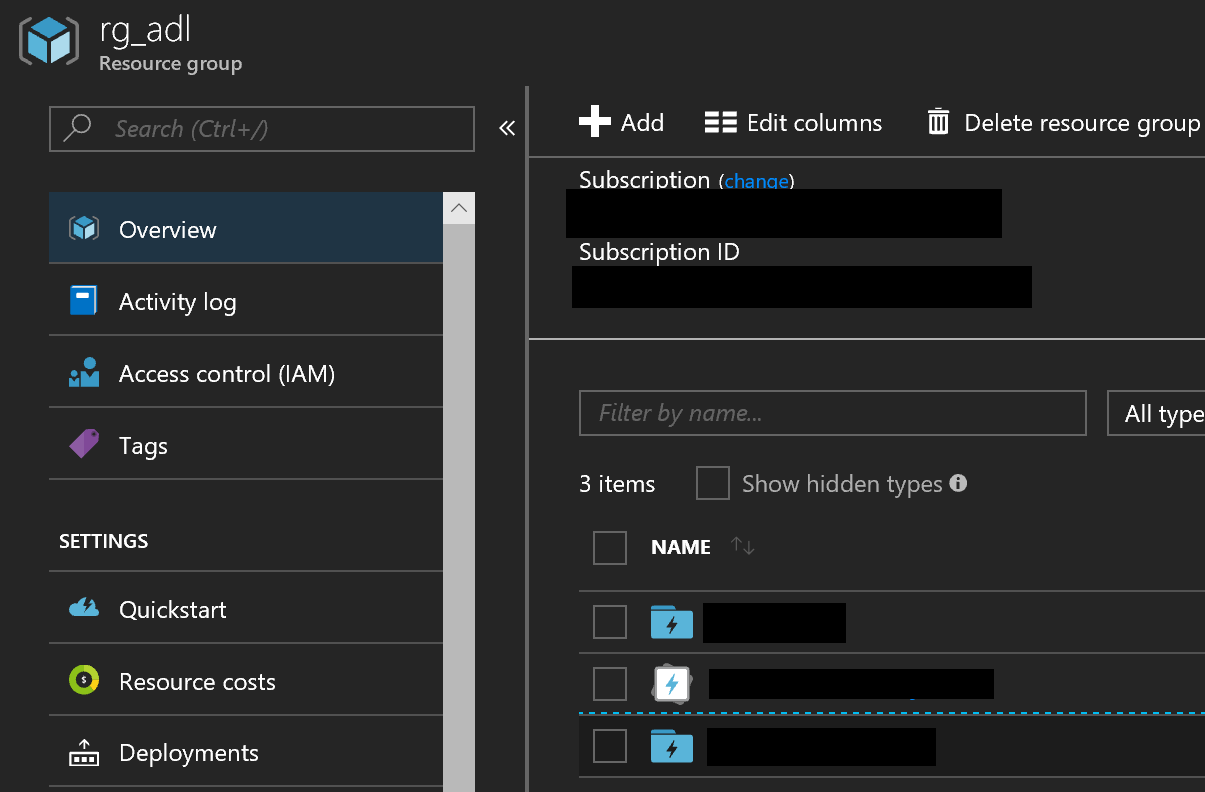 rg_adl
Resource group
Search (Ctrl+/)
Overview
Activity log
Access control (IAM)
Tags
SETTINGS
Quickstart
Resource costs
Deployments
Add
Edit columns
Delete resource group
Subscription (change)
Subscription ID
Filter by name...
All type
3 items
Show hidden types
NAME